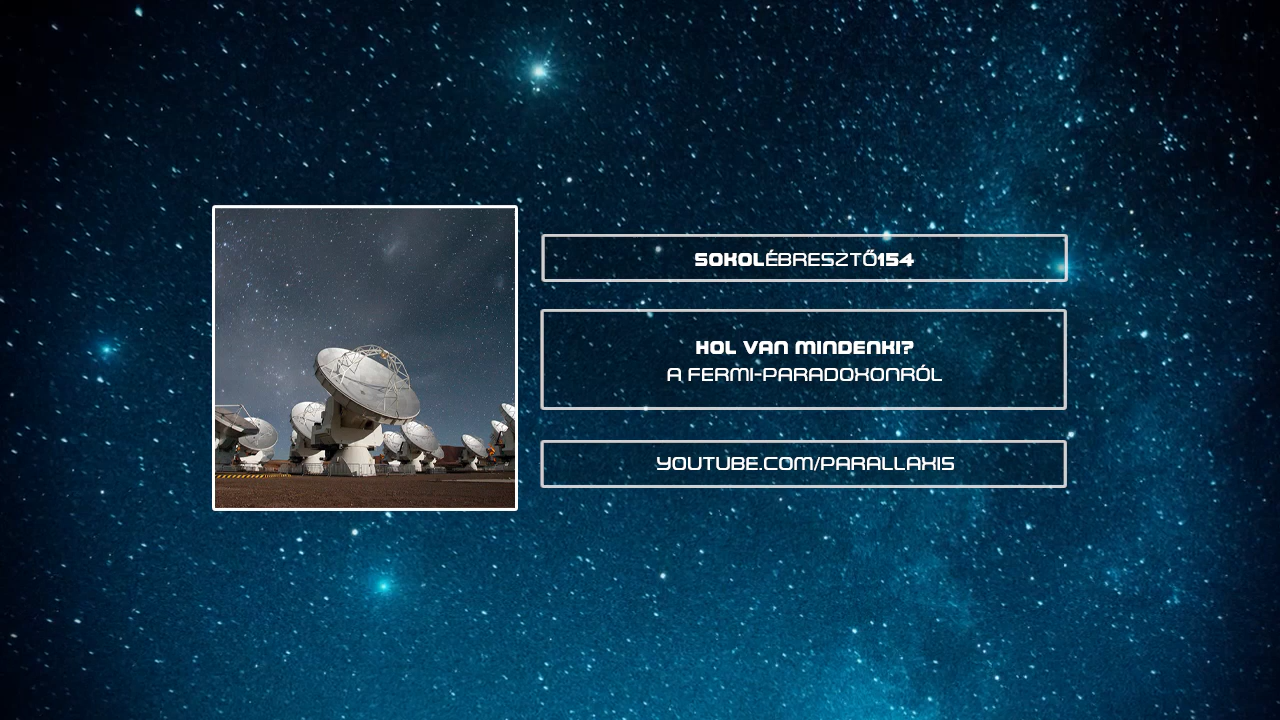 SOKOLÉBRESZTŐ154
HOL VAN MINDENKI?
A FERMI-PARADOXONRÓL
YOUTUBE.COM/PARALLAXIS